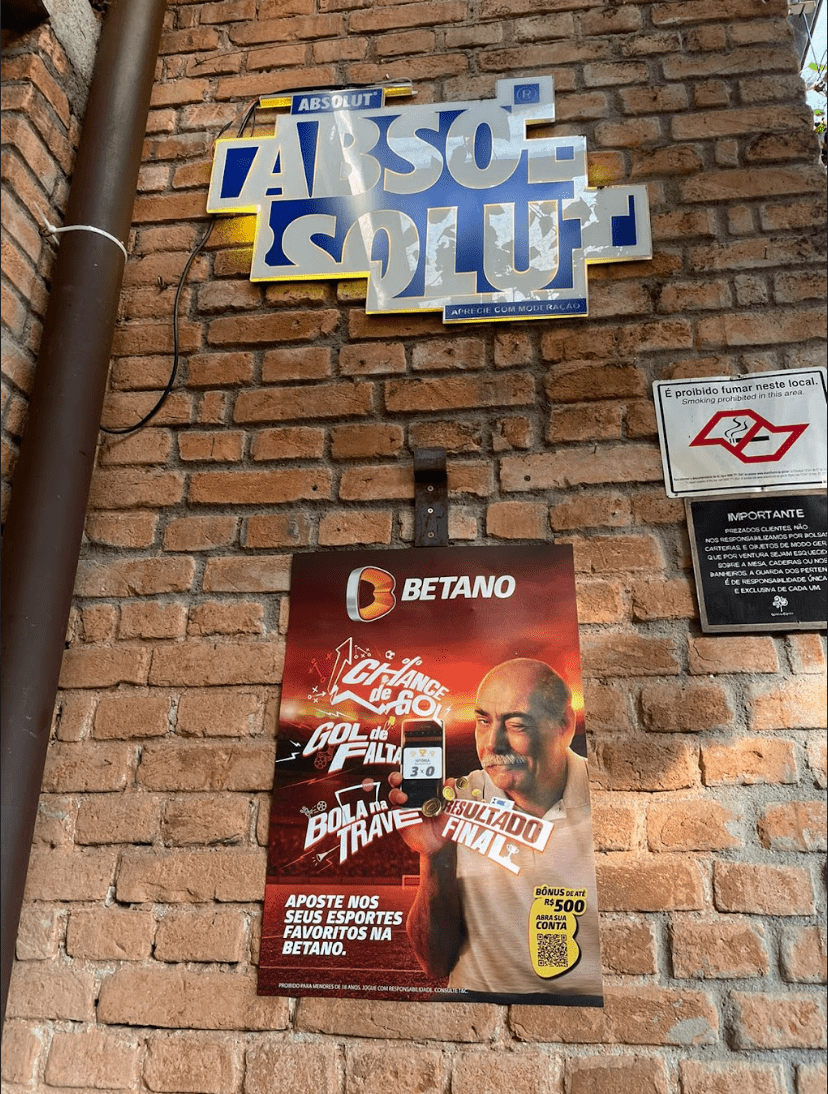 ABSOLUT
ABSO-
SOLUT
APRECIE COM MODERAÇÃO
É proibido fumar neste local.
Smoking prohibited in this area.
IMPORTANTE
PREZADOS CLIENTES, NÃO
NOS RESPONSABILIZAMOS POR BOLSAS
CARTEIRAS, E OBJETOS DE MODO GER
QUE POR VENTURA SEJAM ESQUECID
SOBRE A MESA, CADEIRAS OU NOS
BANHEIROS. A GUARDA DOS PERTEN
É DE RESPONSABILIDADE ÚNICA
E EXCLUSIVA DE CADA UM.
BETANO
CHANCE
de GOL
GOL de
FALTA
3x0
BOLA na
TRAVE
RESULTADO
FINAL
APOSTE NOS
SEUS ESPORTES
FAVORITOS NA
BETANO.
BÔNUS DE ATÉ
R$500
ABRA SUA
CONTA
PROIBIDO PARA MENORES DE 18 ANOS. JOGUE COM RESPONSABILIDADE. CONSULTE T&C.